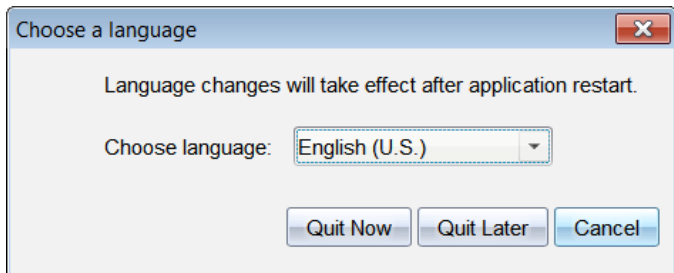 Choose a language
Language changes will take effect after application restart.
Choose language: English (U.S.)
Quit Now Quit Later Cancel